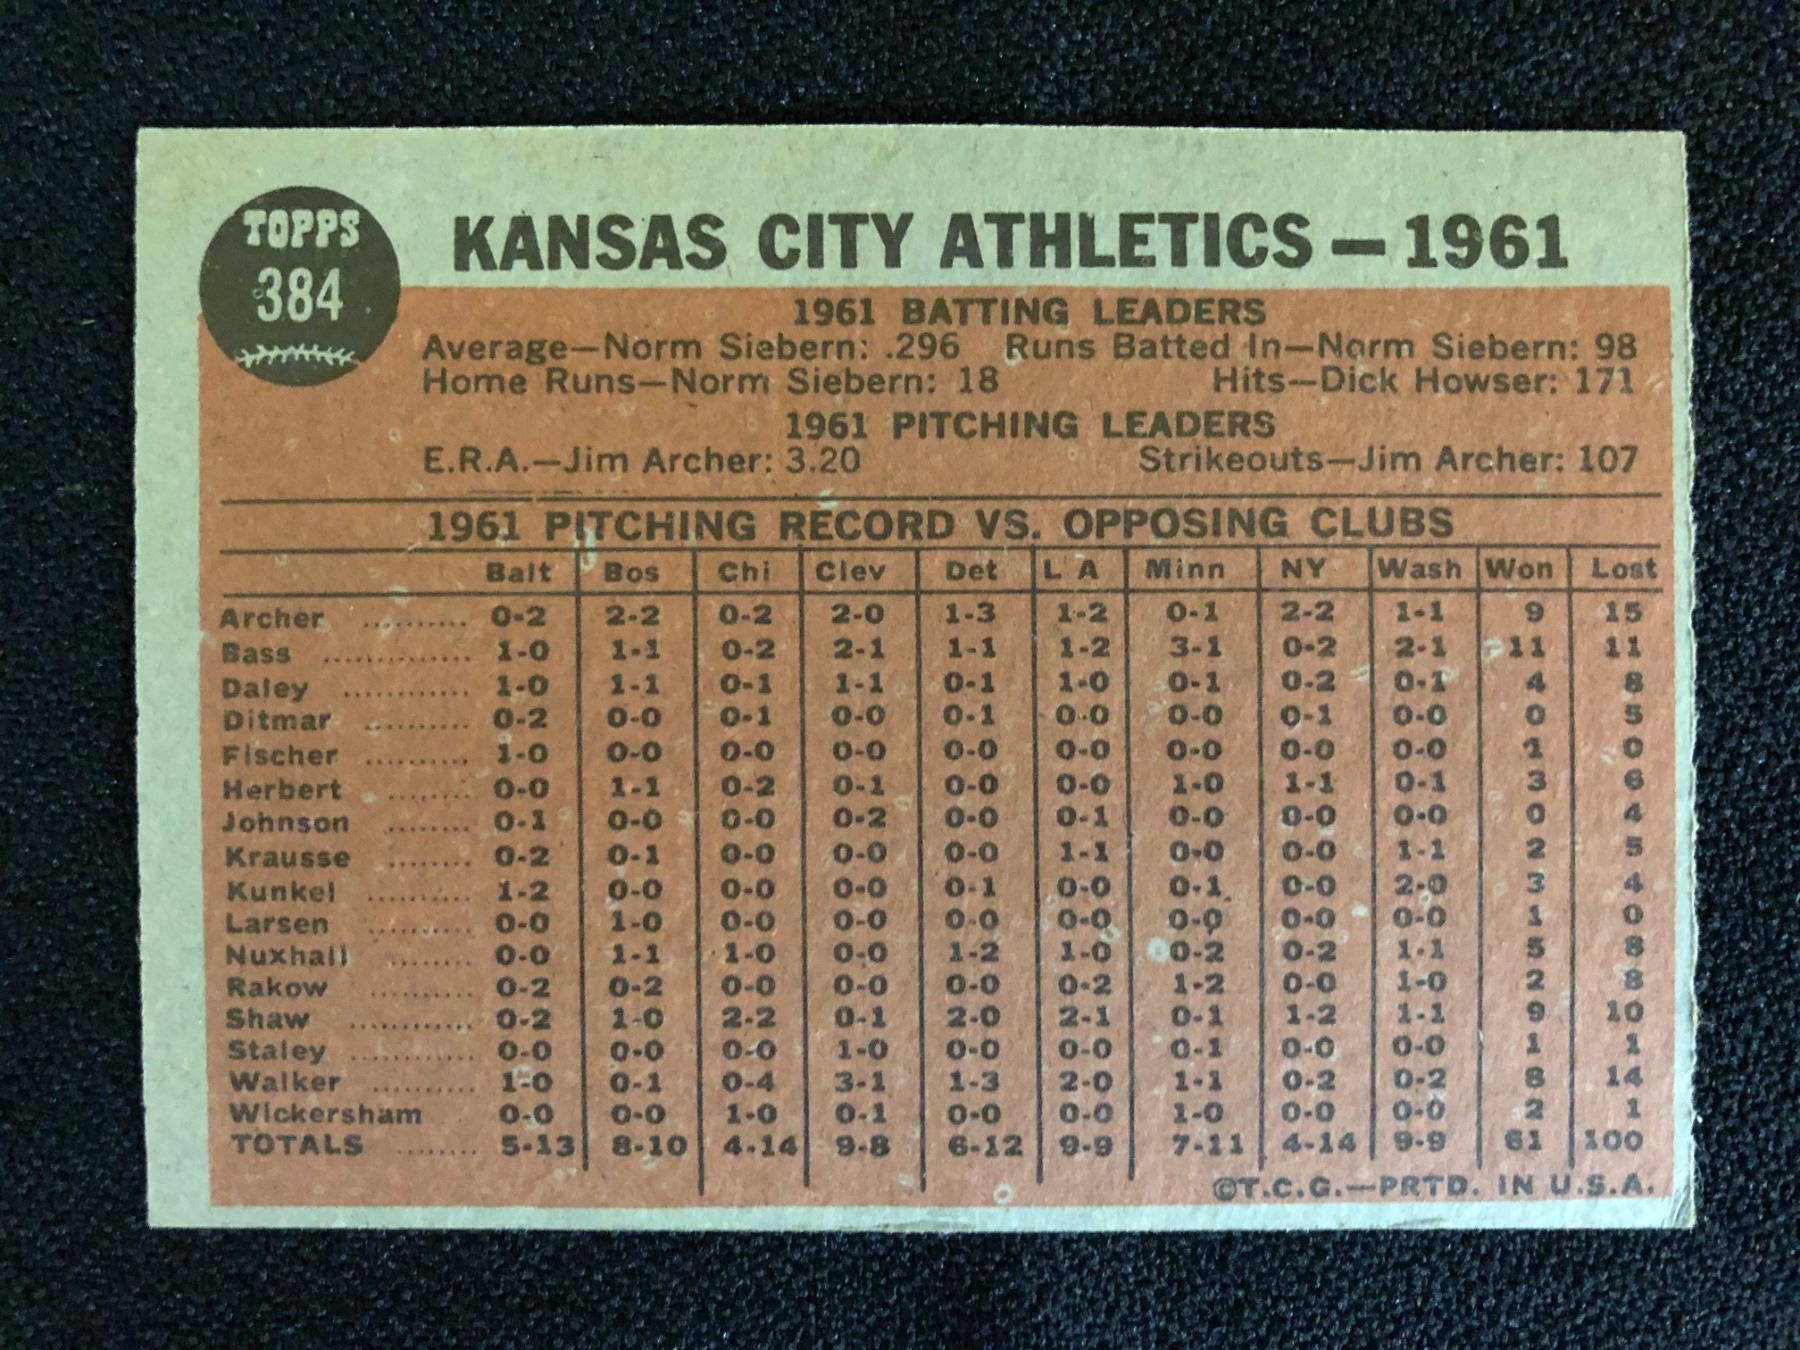 TOPPS
384
KANSAS CITY ATHLETICS — 1961
1961 BATTING LEADERS
Average—Norm Siebern: .296 Runs Batted In—Norm Siebern: 98
Home Runs—Norm Siebern: 18 Hits—Dick Howser: 171
1961 PITCHING LEADERS
E.R.A.—Jim Archer: 3.20 Strikeouts—Jim Archer: 107
1961 PITCHING RECORD VS. OPPOSING CLUBS
Balt Bos Chi Clev Det L A Minn NY Wash Won Lost
Archer .......... 0-2 2-2 0-2 2-0 1-3 1-2 0-1 2-2 1-1 9 15
Bass .............. 1-0 1-1 0-2 2-1 1-1 1-2 3-1 0-2 2-1 11 11
Daley ............ 1-0 1-1 0-1 1-1 0-1 1-0 0-1 0-2 0-1 4 8
Ditmar .......... 0-2 0-0 0-1 0-0 0-1 0-0 0-0 0-1 0-0 0 5
Fischer .......... 1-0 0-0 0-0 0-0 0-0 0-0 0-0 0-0 0-0 1 0
Herbert ........ 0-0 1-1 0-2 0-1 0-0 0-0 1-0 1-1 0-1 3 6
Johnson ........ 0-1 0-0 0-0 0-2 0-0 0-1 0-0 0-0 0-0 0 4
Krausse ........ 0-2 0-1 0-0 0-0 0-0 1-1 0-0 0-0 1-1 2 5
Kunkel .......... 1-2 0-0 0-0 0-0 0-1 0-0 0-1 0-0 2-0 3 4
Larsen .......... 0-0 1-0 0-0 0-0 0-0 0-0 0-0 0-0 0-0 1 0
Nuxhall ........ 0-0 1-1 1-0 0-0 1-2 1-0 0-2 0-2 1-1 5 8
Rakow .......... 0-2 0-2 0-0 0-0 0-0 0-2 1-2 0-0 1-0 2 8
Shaw ............ 0-2 1-0 2-2 0-1 2-0 2-1 0-1 1-2 1-1 9 10
Staley ............ 0-0 0-0 0-0 1-0 0-0 0-0 0-1 0-0 0-0 1 1
Walker .......... 1-0 0-1 0-4 3-1 1-3 2-0 1-1 0-2 0-2 8 14
Wickersham 0-0 0-0 1-0 0-1 0-0 0-0 1-0 0-0 0-0 2 1
TOTALS ........ 5-13 8-10 4-14 9-8 6-12 9-9 7-11 4-14 9-9 61 100
©T.C.G.—PRTD. IN U.S.A.